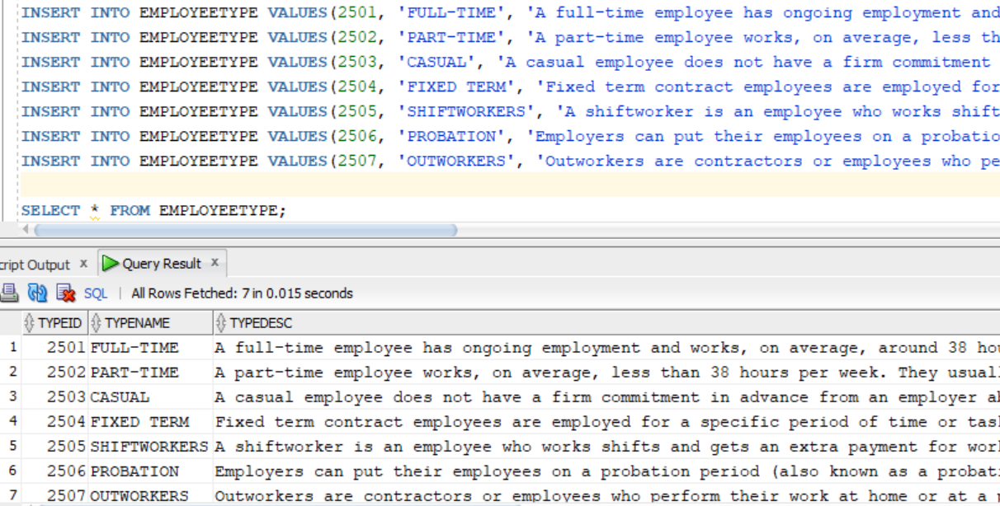 INSERT INTO EMPLOYEETYPE VALUES(2501, 'FULL-TIME', 'A full-time employee has ongoing employment and
INSERT INTO EMPLOYEETYPE VALUES(2502, 'PART-TIME', 'A part-time employee works, on average, less th
INSERT INTO EMPLOYEETYPE VALUES(2503, 'CASUAL', 'A casual employee does not have a firm commitment
INSERT INTO EMPLOYEETYPE VALUES(2504, 'FIXED TERM', 'Fixed term contract employees are employed for
INSERT INTO EMPLOYEETYPE VALUES(2505, 'SHIFTWORKERS', 'A shiftworker is an employee who works shift
INSERT INTO EMPLOYEETYPE VALUES(2506, 'PROBATION', 'Employers can put their employees on a probatio
INSERT INTO EMPLOYEETYPE VALUES(2507, 'OUTWORKERS', 'Outworkers are contractors or employees who pe
SELECT * FROM EMPLOYEETYPE;
cript Output x Query Result x
SQL | All Rows Fetched: 7 in 0.015 seconds
TYPEID TYPENAME TYPEDESC
1 2501 FULL-TIME A full-time employee has ongoing employment and works, on average, around 38 hou
2 2502 PART-TIME A part-time employee works, on average, less than 38 hours per week. They usuall
3 2503 CASUAL A casual employee does not have a firm commitment in advance from an employer ab
4 2504 FIXED TERM Fixed term contract employees are employed for a specific period of time or task
5 2505 SHIFTWORKERS A shiftworker is an employee who works shifts and gets an extra payment for work
6 2506 PROBATION Employers can put their employees on a probation period (also known as a probati
7 2507 OUTWORKERS Outworkers are contractors or employees who perform their work at home or at a p